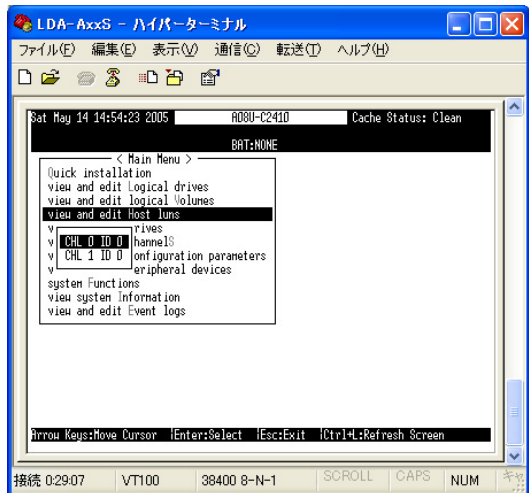 LDA-AxxS - ハイパーターミナル
ファイル(F) 編集(E) 表示(V) 通信(C) 転送(T) ヘルプ(H)
Sat May 14 14:54:23 2005 A08U-C2410 Cache Status: Clean
BAT:NONE
< Main Menu >
Quick installation
view and edit Logical drives
view and edit logical Volumes
view and edit Host luns
v rives
v CHL 0 ID 0 hannelS
v CHL 1 ID 0 onfiguration parameters
v eripheral devices
system Functions
view system Information
view and edit Event logs
Arrow Keys:Move Cursor |Enter:Select |Esc:Exit |Ctrl+L:Refresh Screen
接続 0:29:07 VT100 38400 8-N-1 SCROLL CAPS NUM キャ